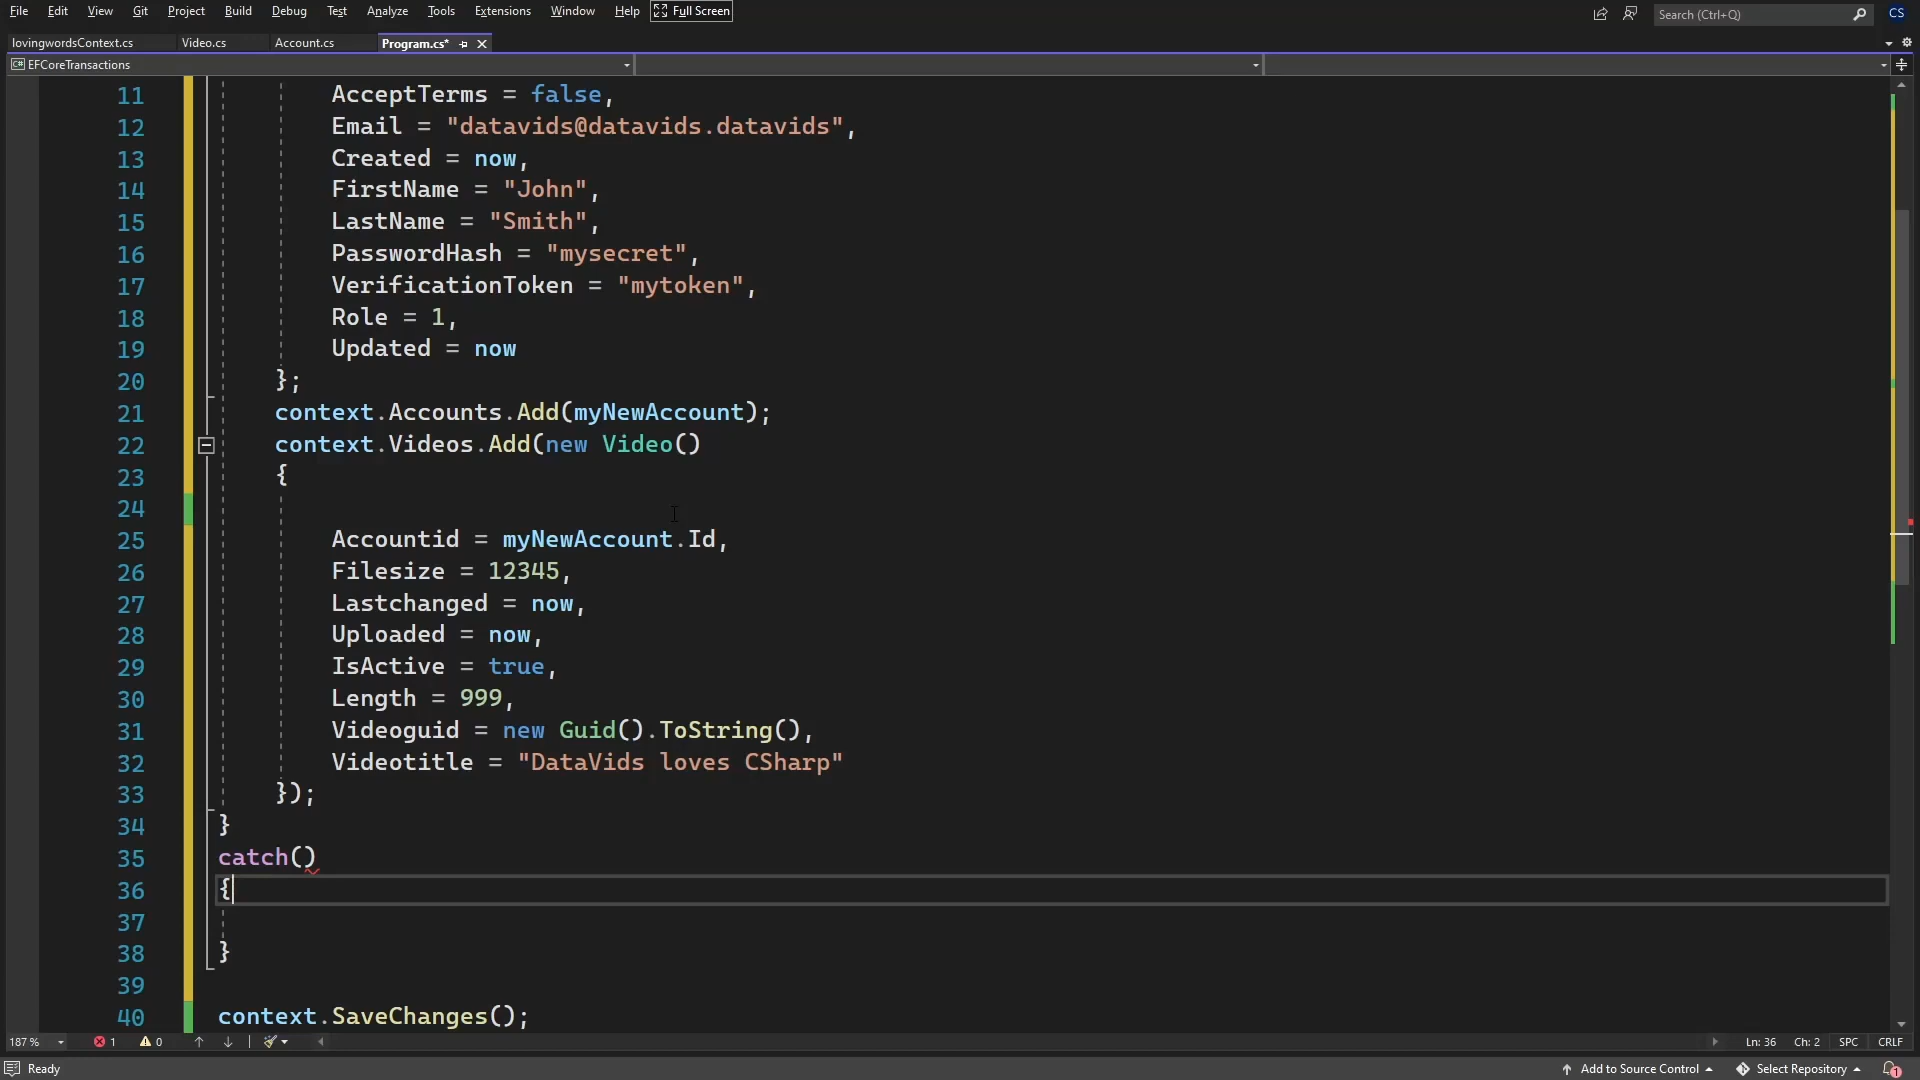 File Edit View Git Project Build Debug Test Analyze Tools Extensions Window Help Full Screen Search (Ctrl+Q) CS
lovingwordsContext.cs Video.cs Account.cs Program.cs*
C# EFCoreTransactions
11 AcceptTerms = false,
12 Email = "datavids@datavids.datavids",
13 Created = now,
14 FirstName = "John",
15 LastName = "Smith",
16 PasswordHash = "mysecret",
17 VerificationToken = "mytoken",
18 Role = 1,
19 Updated = now
20 };
21 context.Accounts.Add(myNewAccount);
22 context.Videos.Add(new Video()
23 {
24
25 Accountid = myNewAccount.Id,
26 Filesize = 12345,
27 Lastchanged = now,
28 Uploaded = now,
29 IsActive = true,
30 Length = 999,
31 Videoguid = new Guid().ToString(),
32 Videotitle = "DataVids loves CSharp"
33 });
34 }
35 catch()
36 {
37
38 }
39
40 context.SaveChanges();
187 % 1 0 Ln: 36 Ch: 2 SPC CRLF
Ready Add to Source Control Select Repository 1